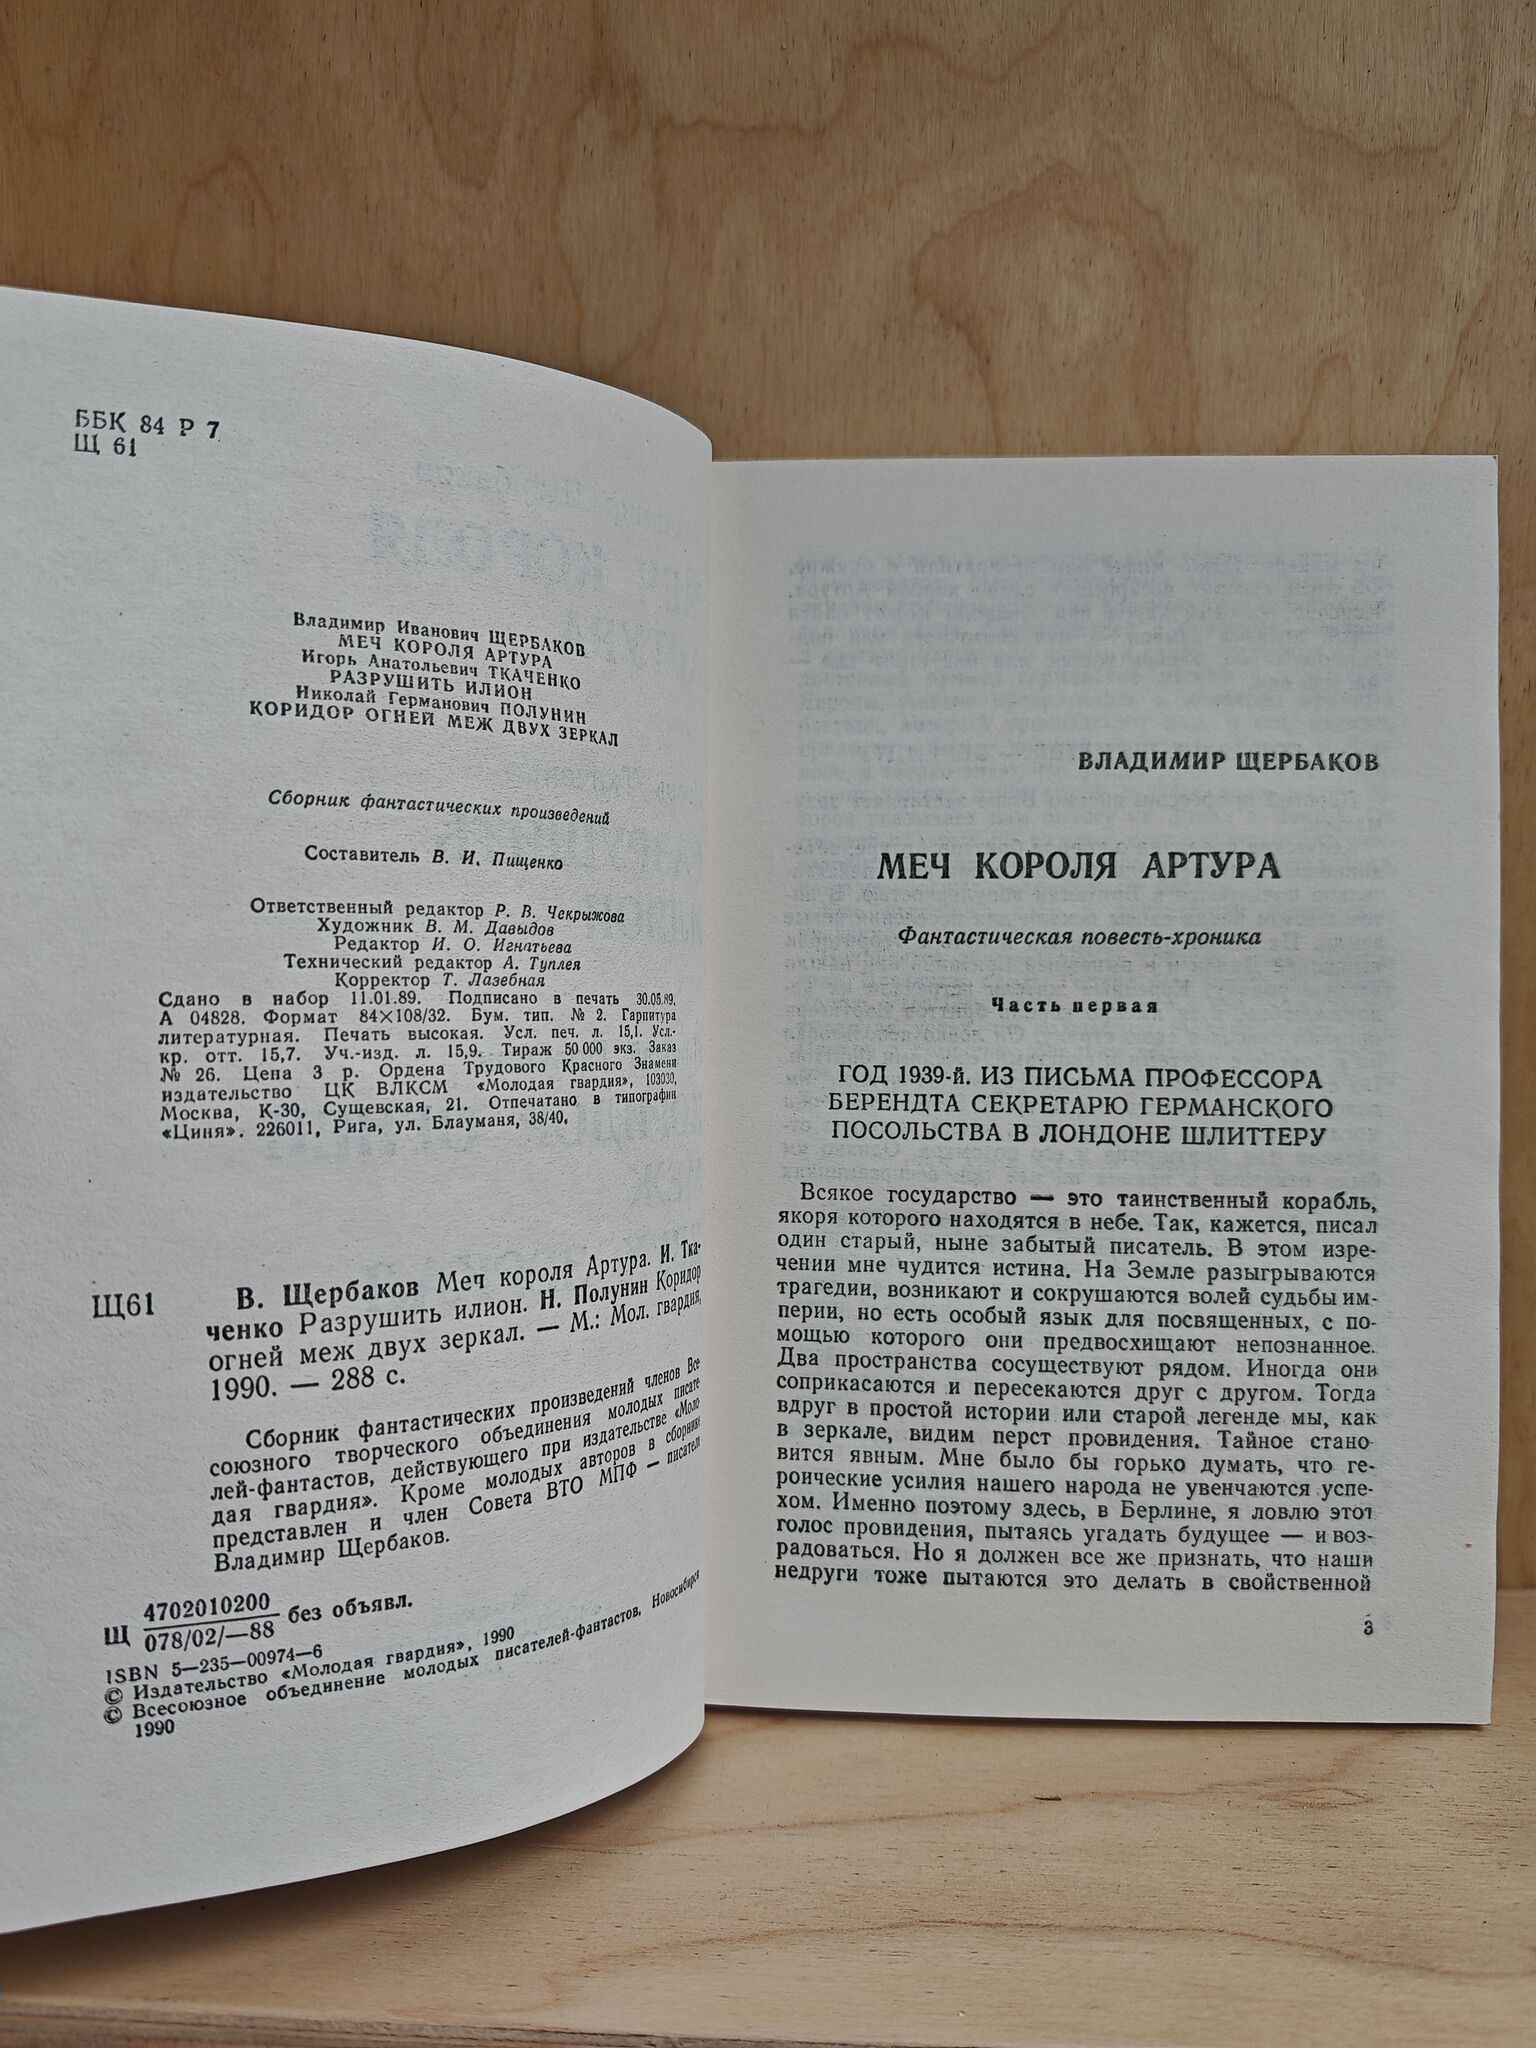 ББК 84 Р 7
Щ 61
Владимир Иванович ЩЕРБАКОВ
МЕЧ КОРОЛЯ АРТУРА
Игорь Анатольевич ТКАЧЕНКО
РАЗРУШИТЬ ИЛИОН
Николай Германович ПОЛУНИН
КОРИДОР ОГНЕЙ МЕЖ ДВУХ ЗЕРКАЛ
Сборник фантастических произведений
Составитель В. И. Пищенко
Ответственный редактор Р. В. Чекрыжова
Художник В. М. Давыдов
Редактор И. О. Игнатьева
Технический редактор А. Туплея
Корректор Т. Лазебная
Сдано в набор 11.01.89. Подписано в печать 30.05.89.
А 04828. Формат 84×108/32. Бум. тип. № 2. Гарнитура
литературная. Печать высокая. Усл. печ. л. 15,1. Усл.-
кр. отт. 15,7. Уч.-изд. л. 15,9. Тираж 50 000 экз. Заказ
№ 26. Цена 3 р. Ордена Трудового Красного Знамени
издательство ЦК ВЛКСМ «Молодая гвардия», 103030,
Москва, К-30, Сущевская, 21. Отпечатано в типографии
«Циня». 226011, Рига, ул. Блауманя, 38/40.
Щ61
В. Щербаков Меч короля Артура. И. Тка-
ченко Разрушить илион. Н. Полунин Коридор
огней меж двух зеркал. — М.: Мол. гвардия,
1990. — 288 с.
Сборник фантастических произведений членов Все-
союзного творческого объединения молодых писате-
лей-фантастов, действующего при издательстве «Моло-
дая гвардия». Кроме молодых авторов в сборнике
представлен и член Совета ВТО МПФ — писатель
Владимир Щербаков.
Щ 4702010200 без объявл.
078/02/—88
ISBN 5—235—00974—6
© Издательство «Молодая гвардия», 1990
© Всесоюзное объединение молодых писателей-фантастов, Новосибирск
1990
ВЛАДИМИР ЩЕРБАКОВ
МЕЧ КОРОЛЯ АРТУРА
Фантастическая повесть-хроника
Часть первая
ГОД 1939-й. ИЗ ПИСЬМА ПРОФЕССОРА
БЕРЕНДТА СЕКРЕТАРЮ ГЕРМАНСКОГО
ПОСОЛЬСТВА В ЛОНДОНЕ ШЛИТТЕРУ
Всякое государство — это таинственный корабль,
якоря которого находятся в небе. Так, кажется, писал
один старый, ныне забытый писатель. В этом изре-
чении мне чудится истина. На Земле разыгрываются
трагедии, возникают и сокрушаются волей судьбы им-
перии, но есть особый язык для посвященных, с по-
мощью которого они предвосхищают непознанное.
Два пространства сосуществуют рядом. Иногда они
соприкасаются и пересекаются друг с другом. Тогда
вдруг в простой истории или старой легенде мы, как
в зеркале, видим перст провидения. Тайное стано-
вится явным. Мне было бы горько думать, что ге-
роические усилия нашего народа не увенчаются успе-
хом. Именно поэтому здесь, в Берлине, я ловлю этот
голос провидения, пытаясь угадать будущее — и воз-
радоваться. Но я должен все же признать, что наши
недруги тоже пытаются это делать в свойственной
3